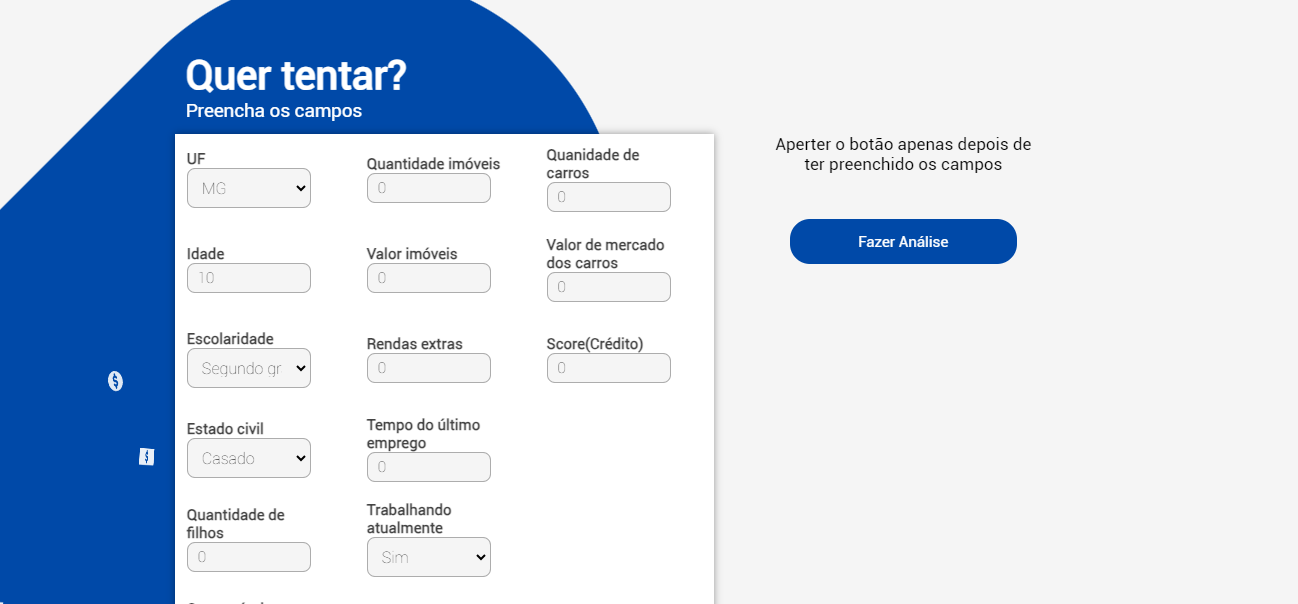 Quer tentar?
Preencha os campos
UF
MG
Idade
10
Escolaridade
Segundo gr
Estado civil
Casado
Quantidade de
filhos
0
Quantidade imóveis
0
Valor imóveis
0
Rendas extras
0
Tempo do último
emprego
0
Trabalhando
atualmente
Sim
Quanidade de
carros
0
Valor de mercado
dos carros
0
Score(Crédito)
0
Aperter o botão apenas depois de
ter preenchido os campos
Fazer Análise